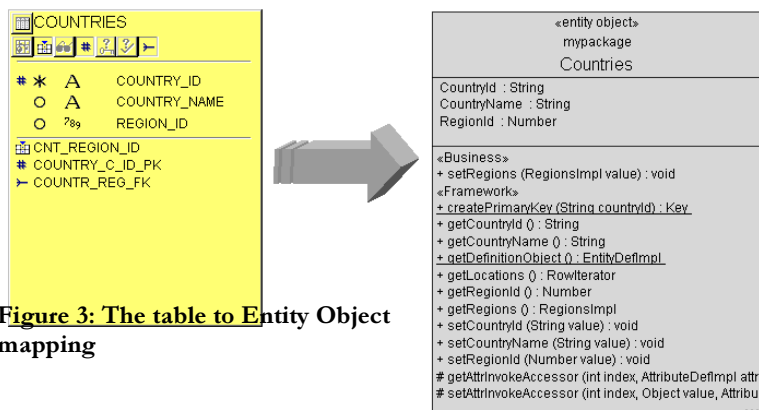 COUNTRIES
# * A COUNTRY_ID
O A COUNTRY_NAME
O 789 REGION_ID
CNT_REGION_ID
# COUNTRY_C_ID_PK
COUNTR_REG_FK
Figure 3: The table to Entity Object
mapping
«entity object»
mypackage
Countries
CountryId : String
CountryName : String
RegionId : Number
«Business»
+ setRegions (RegionsImpl value) : void
«Framework»
+ createPrimaryKey (String countryId) : Key
+ getCountryId () : String
+ getCountryName () : String
+ getDefinitionObject () : EntityDefImpl
+ getLocations () : RowIterator
+ getRegionId () : Number
+ getRegions () : RegionsImpl
+ setCountryId (String value) : void
+ setCountryName (String value) : void
+ setRegionId (Number value) : void
# getAttrInvokeAccessor (int index, AttributeDefImpl attr
# setAttrInvokeAccessor (int index, Object value, Attribu